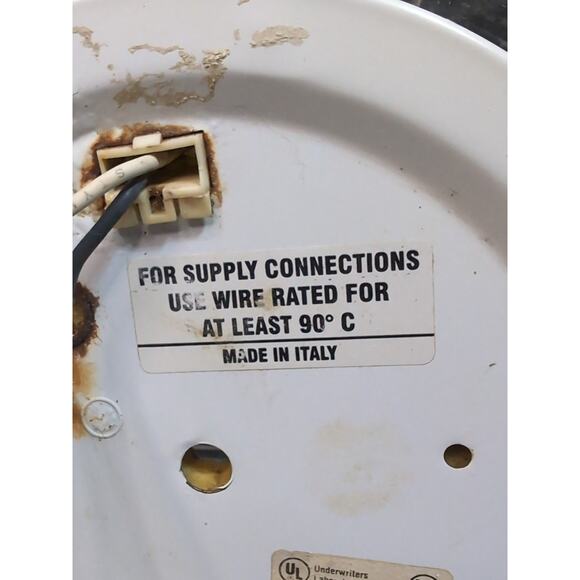 FOR SUPPLY CONNECTIONS
USE WIRE RATED FOR
AT LEAST 90° C
MADE IN ITALY
UL Underwriters